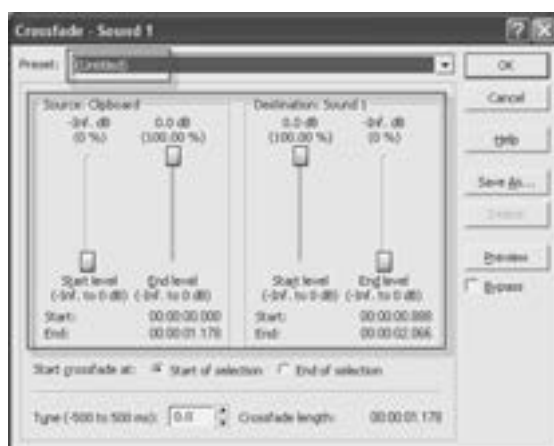 Crossfade - Sound 1
Preset: (Untitled)
OK
Cancel
Help
Save As...
Delete
Preview
Bypass
Source: Clipboard
-Inf. dB 0.0 dB
(0 %) (100.00 %)
Start level End level
(-Inf. to 0 dB) (-Inf. to 0 dB)
Start: 00:00:00.000
End: 00:00:01.178
Destination: Sound 1
0.0 dB -Inf. dB
(100.00 %) (0 %)
Start level End level
(-Inf. to 0 dB) (-Inf. to 0 dB)
Start: 00:00:00.888
End: 00:00:02.066
Start crossfade at: Start of selection End of selection
Tune (-500 to 500 ms): 0.0 Crossfade length: 00:00:01.178